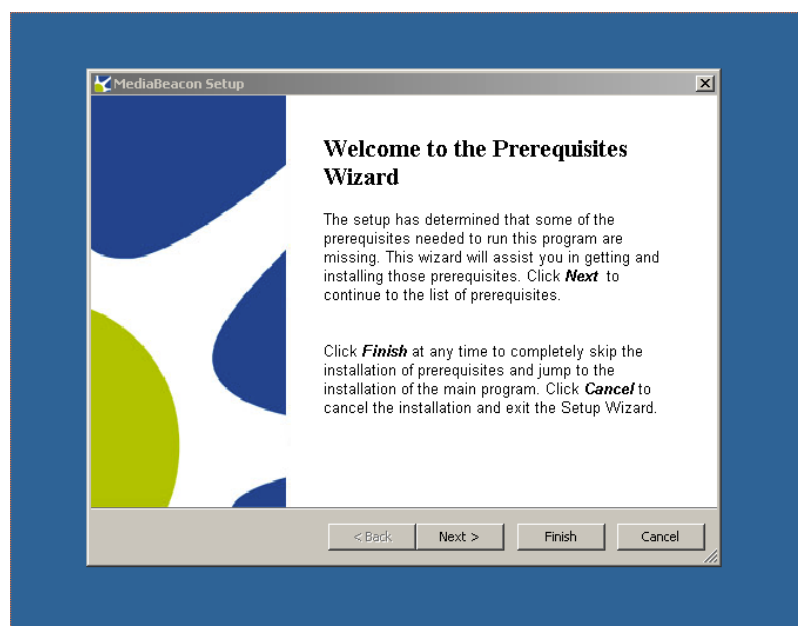 MediaBeacon Setup
Welcome to the Prerequisites
Wizard
The setup has determined that some of the
prerequisites needed to run this program are
missing. This wizard will assist you in getting and
installing those prerequisites. Click Next to
continue to the list of prerequisites.
Click Finish at any time to completely skip the
installation of prerequisites and jump to the
installation of the main program. Click Cancel to
cancel the installation and exit the Setup Wizard.
< Back Next > Finish Cancel